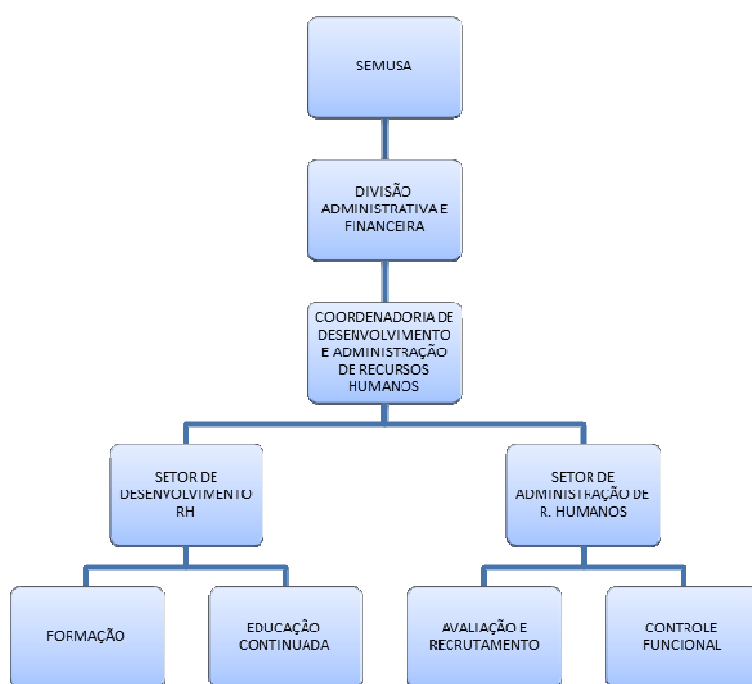 SEMUSA
DIVISÃO
ADMINISTRATIVA E
FINANCEIRA
COORDENADORIA DE
DESENVOLVIMENTO
E ADMINISTRAÇÃO
DE RECURSOS
HUMANOS
SETOR DE
DESENVOLVIMENTO
RH
SETOR DE
ADMINISTRAÇÃO DE
R. HUMANOS
FORMAÇÃO
EDUCAÇÃO
CONTINUADA
AVALIAÇÃO E
RECRUTAMENTO
CONTROLE
FUNCIONAL